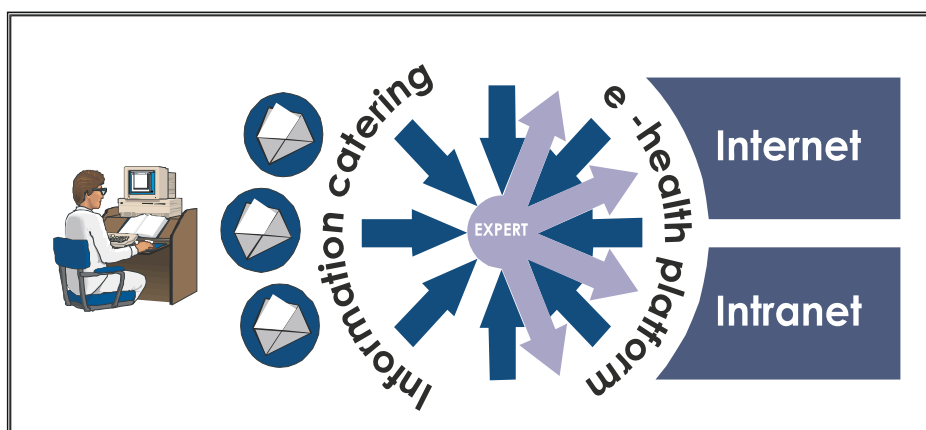 Information catering
EXPERT
e -health platform
Internet
Intranet